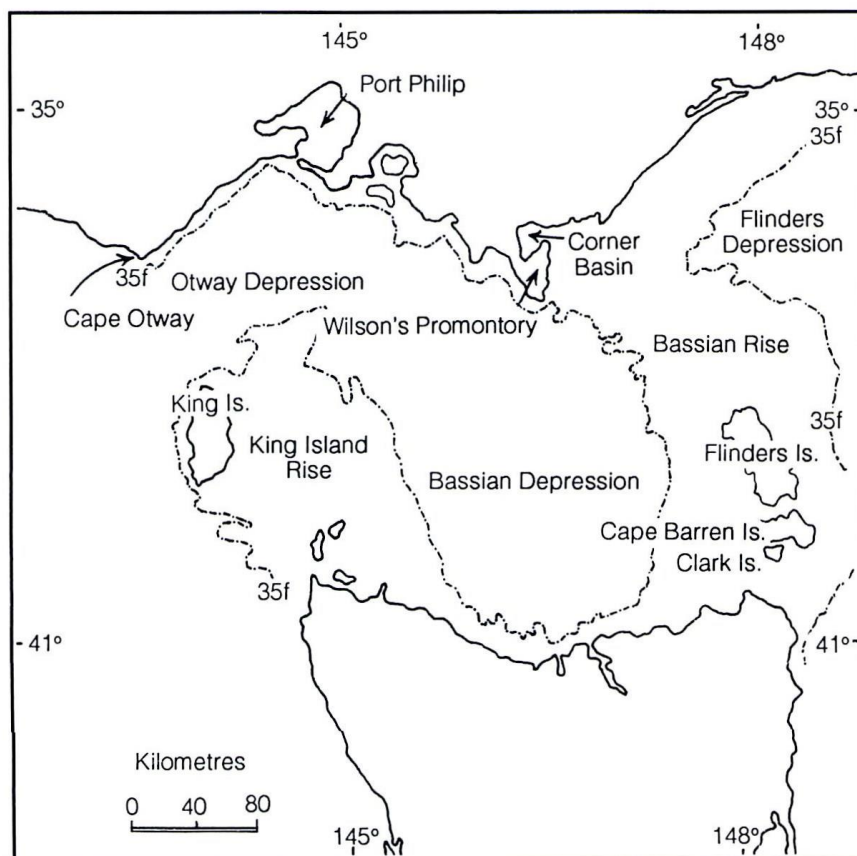 145°
148°
Port Philip
35°
35°
35f
Flinders
Depression
Corner
Basin
35f
Otway Depression
Cape Otway
Wilson's Promontory
Bassian Rise
King Is.
35f
King Island
Rise
Flinders Is.
Bassian Depression
Cape Barren Is.
Clark Is.
35f
41°
41°
Kilometres
0 40 80
145°
148°